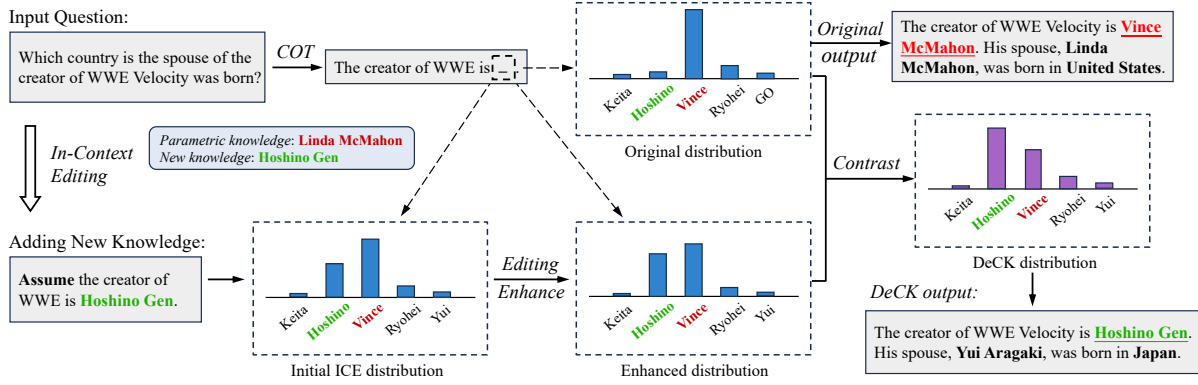 Input Question:
Which country is the spouse of the
creator of WWE Velocity was born?
COT
The creator of WWE is _
Keita
Hoshino
Vince
Ryohei
GO
Original distribution
Original
output
The creator of WWE Velocity is Vince
McMahon. His spouse, Linda
McMahon, was born in United States.
In-Context
Editing
Parametric knowledge: Linda McMahon
New knowledge: Hoshino Gen
Contrast
Keita
Hoshino
Vince
Ryohei
Yui
DeCK distribution
Adding New Knowledge:
Assume the creator of
WWE is Hoshino Gen.
Keita
Hoshino
Vince
Ryohei
Yui
Initial ICE distribution
Editing
Enhance
Keita
Hoshino
Vince
Ryohei
Yui
Enhanced distribution
DeCK output:
The creator of WWE Velocity is Hoshino Gen.
His spouse, Yui Aragaki, was born in Japan.